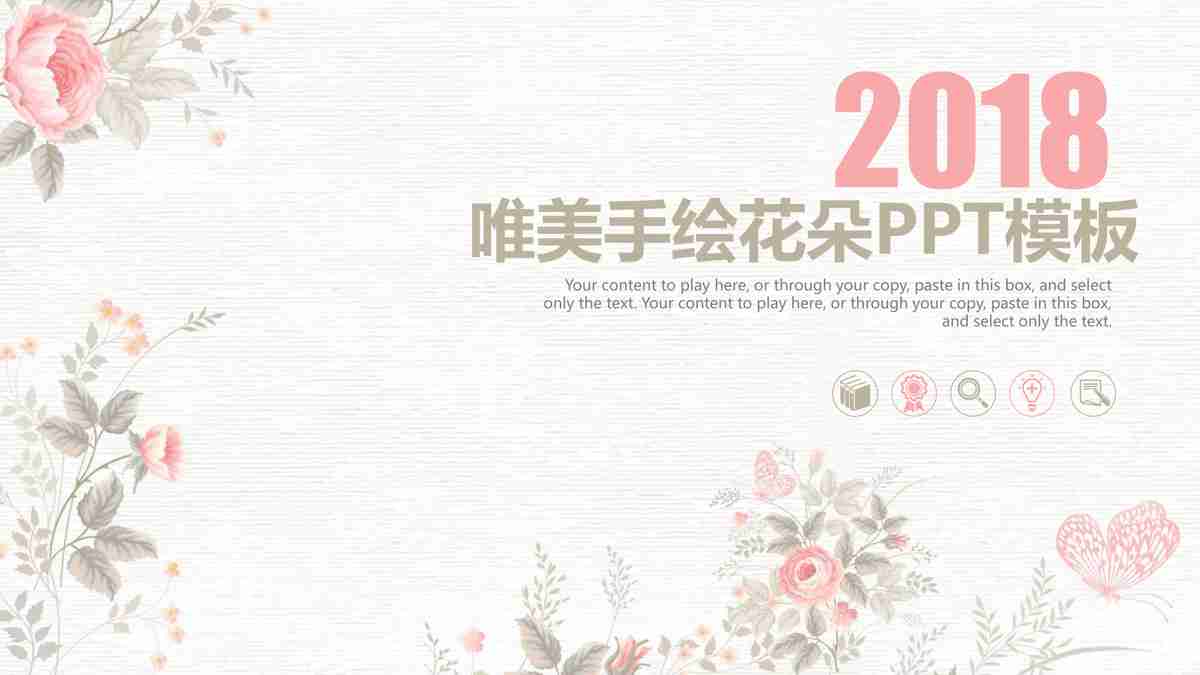 2018
唯美手绘花朵PPT模板
Your content to play here, or through your copy, paste in this box, and select
only the text. Your content to play here, or through your copy, paste in this box,
and select only the text.